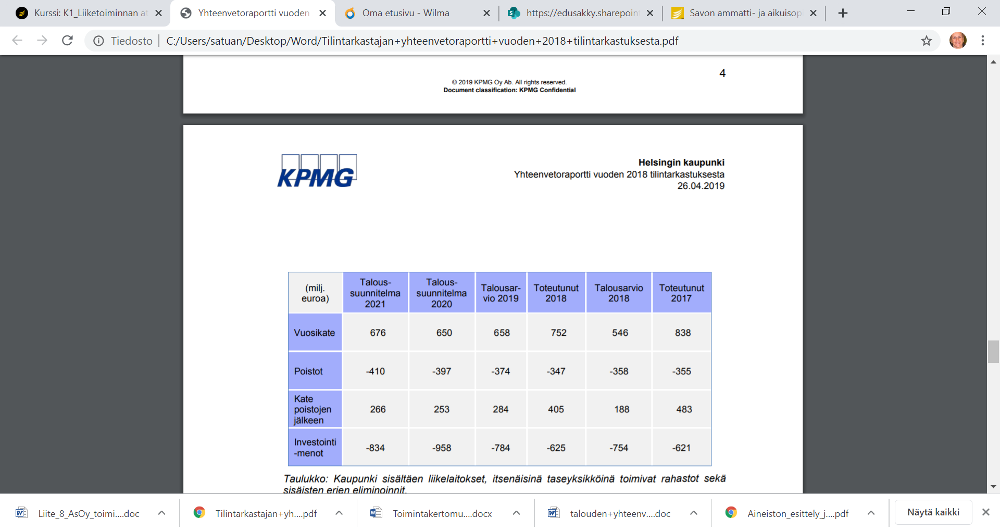 Kurssi: K1_Liiketoiminnan at
Yhteenvetoraportti vuoden
Oma etusivu - Wilma
https://edusakky.sharepoin
Savon ammatti- ja aikuisop
Tiedosto
C:/Users/satuan/Desktop/Word/Tilintarkastajan+yhteenvetoraportti+vuoden+2018+tilintarkastuksesta.pdf
4
© 2019 KPMG Oy Ab. All rights reserved.
Document classification: KPMG Confidential
KPMG
Helsingin kaupunki
Yhteenvetoraportti vuoden 2018 tilintarkastuksesta
26.04.2019
(milj. euroa) Talous-suunnitelma 2021 Talous-suunnitelma 2020 Talousar-vio 2019 Toteutunut 2018 Talousarvio 2018 Toteutunut 2017
Vuosikate 676 650 658 752 546 838
Poistot -410 -397 -374 -347 -358 -355
Kate poistojen jälkeen 266 253 284 405 188 483
Investointi-menot -834 -958 -784 -625 -754 -621
Taulukko: Kaupunki sisältäen liikelaitokset, itsenäisinä taseyksikköinä toimivat rahastot sekä
sisäisten erien eliminoinnit.
Liite_8_AsOy_toimi....doc
Tilintarkastajan+yh....pdf
Toimintakertomu....docx
talouden+yhteenv....doc
Aineiston_esittely_j....pdf
Näytä kaikki